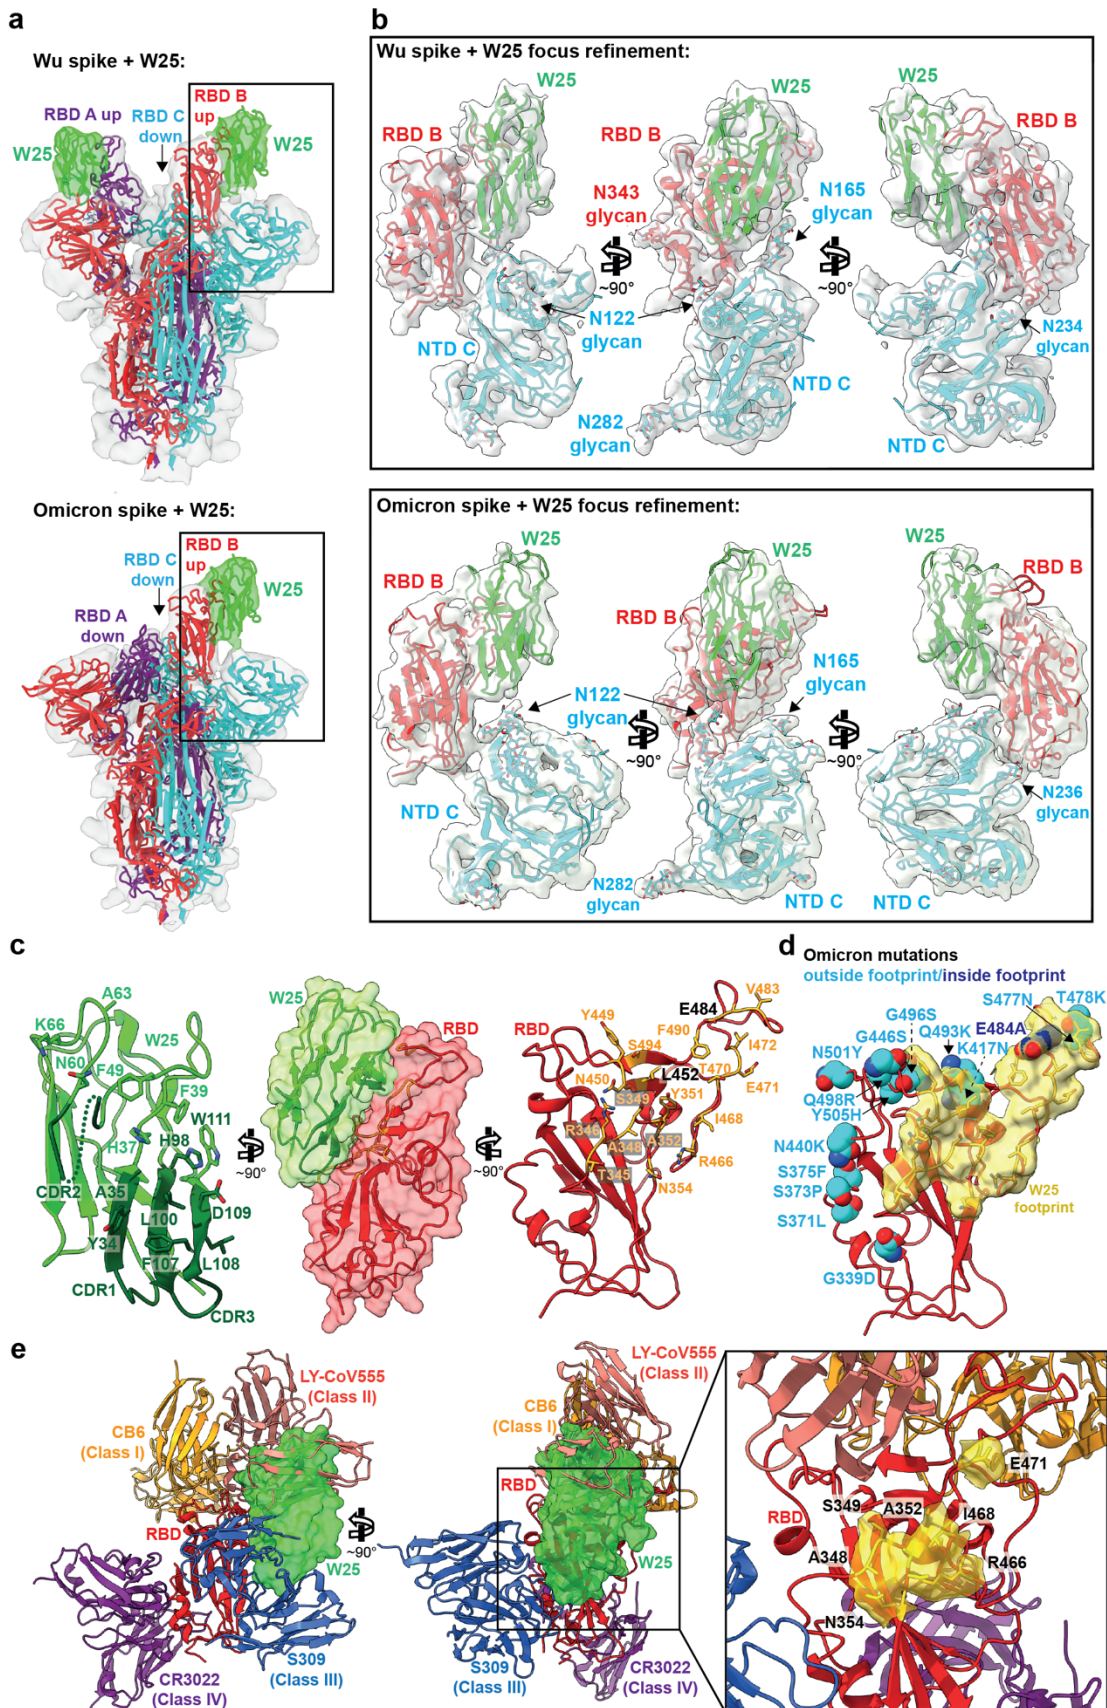 a
Wu spike + W25:
RBD A up
RBD C
down
RBD B
up
W25
W25
Omicron spike + W25:
RBD C
down
RBD B
up
W25
RBD A
down
b
Wu spike + W25 focus refinement:
W25
W25
W25
RBD B
RBD B
RBD B
N343
glycan
N165
glycan
~90°
~90°
N122
glycan
N234
glycan
NTD C
NTD C
N282
glycan
NTD C
Omicron spike + W25 focus refinement:
W25
W25
W25
RBD B
RBD B
RBD B
N165
glycan
N122
glycan
~90°
~90°
NTD C
N236
glycan
N282
glycan
NTD C
NTD C
c
A63
K66
W25
N60
F49
F39
W111
H98
H37
CDR2
A35
D109
L100
Y34
F107
L108
CDR1
CDR3
~90°
W25
RBD
~90°
RBD
V483
E484
Y449
F490
S494
I472
L452
T470
N450
E471
S349
Y351
I468
R346
A348
A352
R466
T345
N354
d
Omicron mutations
outside footprint/inside footprint
S477N
T478K
G496S
Q493K
E484A
G446S
K417N
N501Y
Q498R
Y505H
N440K
S375F
S373P
S371L
W25
footprint
G339D
e
LY-CoV555
(Class II)
CB6
(Class I)
RBD
~90°
W25
S309
(Class III)
CR3022
(Class IV)
LY-CoV555
(Class II)
CB6
(Class I)
RBD
W25
S309
(Class III)
CR3022
(Class IV)
E471
S349
A352
I468
RBD
A348
R466
N354